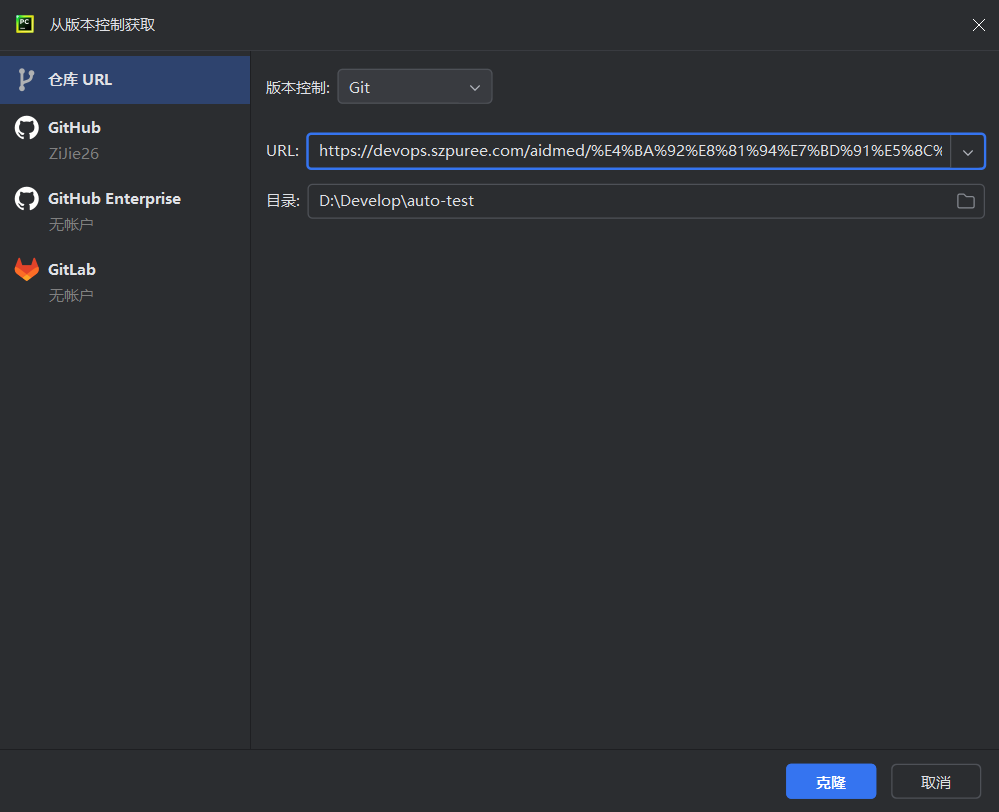 从版本控制获取
仓库 URL
GitHub
ZiJie26
GitHub Enterprise
无帐户
GitLab
无帐户
版本控制: Git
URL: https://devops.szpuree.com/aidmed/%E4%BA%92%E8%81%94%E7%BD%91%E5%8C%
目录: D:\Develop\auto-test
克隆
取消